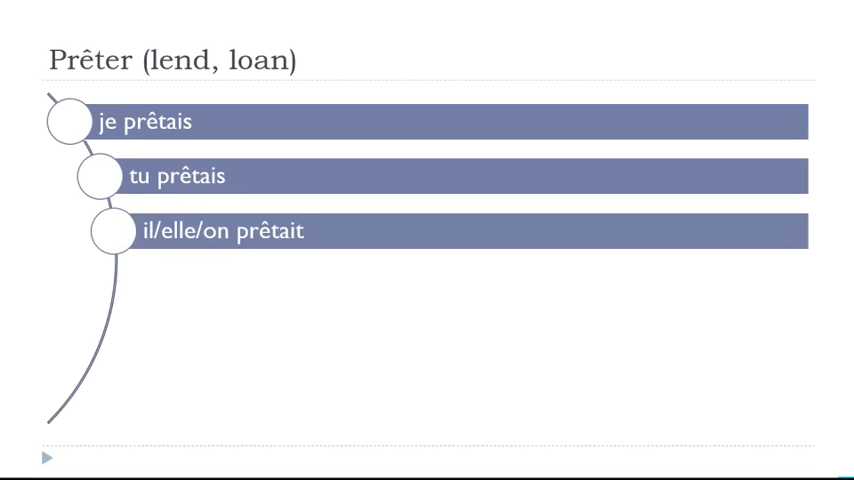 Prêter (lend, loan)
je prêtais
tu prêtais
il/elle/on prêtait